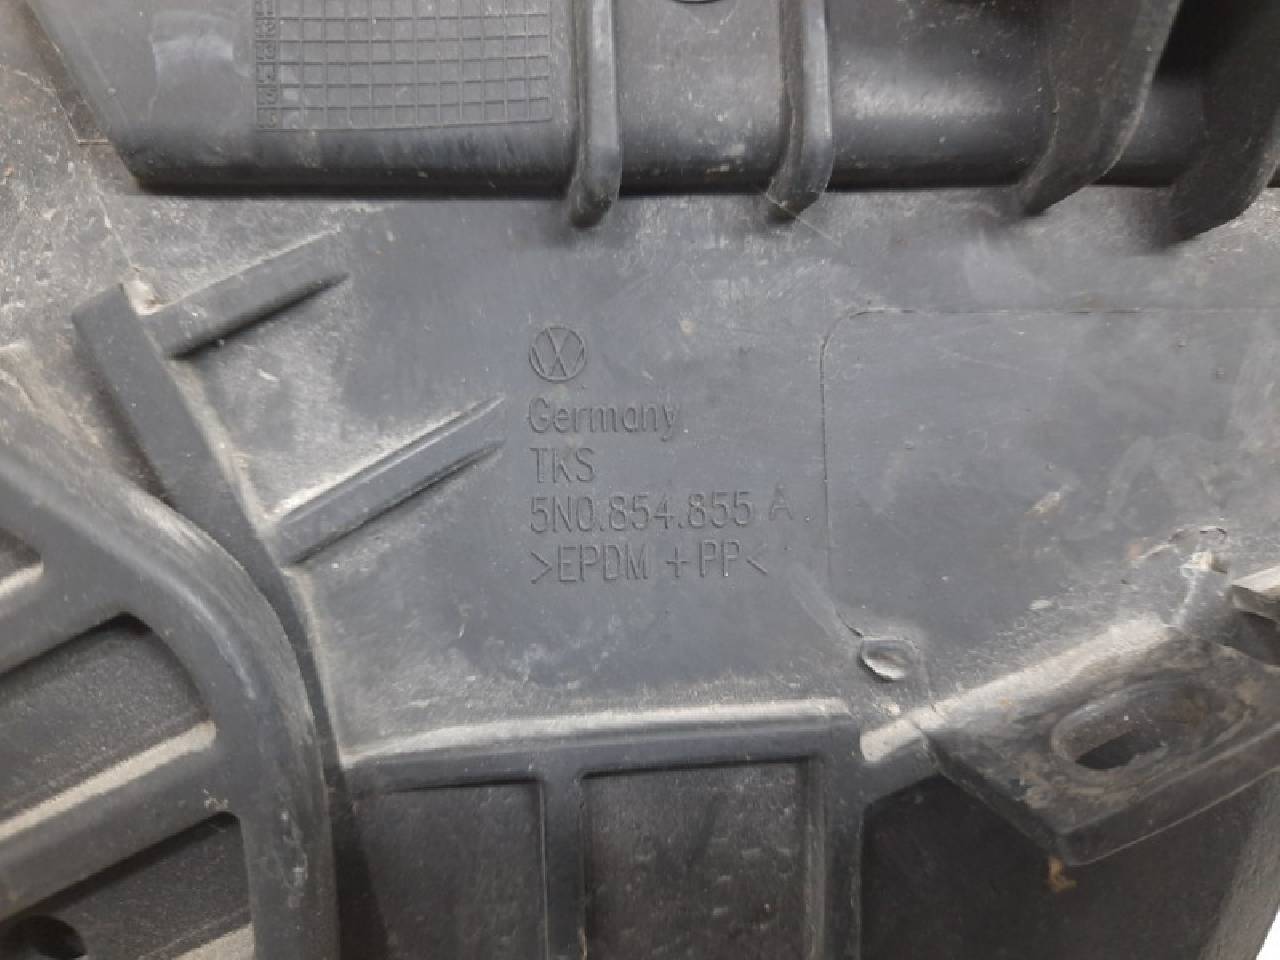 Germany
TKS
5N0.854.855 A
>EPDM + PP<